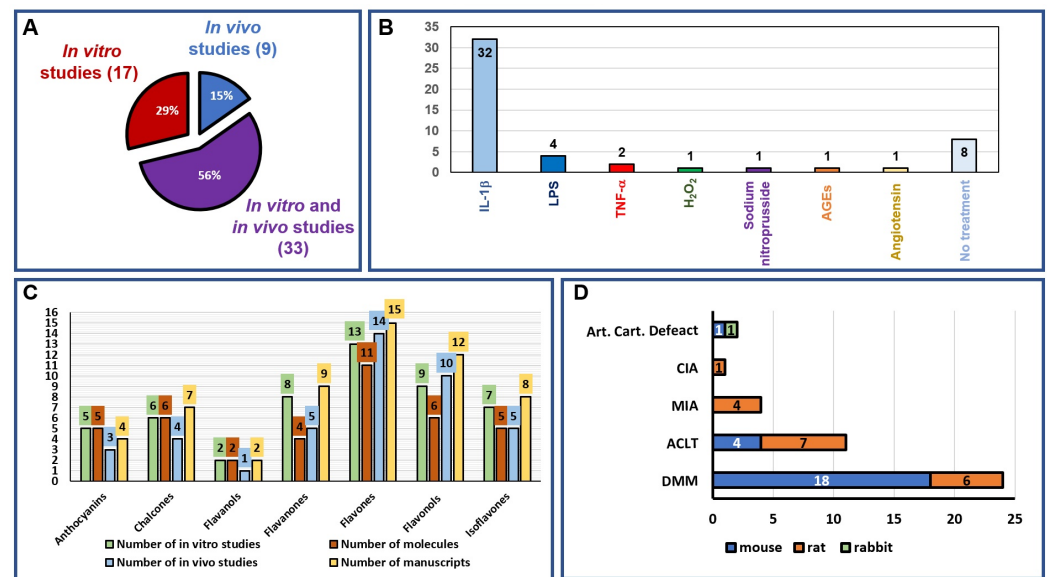 A
In vivo
studies (9)
In vitro
studies (17)
15%
29%
56%
In vitro and
in vivo studies
(33)
B
35
30
25
20
15
10
5
0
32
4
2
1
1
1
1
8
IL-1β
LPS
TNF-α
H₂O₂
Sodium
nitroprusside
AGEs
Angiotensin
No treatment
C
16
15
14
13
12
11
10
9
8
7
6
5
4
3
2
1
0
5 5 3 4
6 6 4 7
2 2 1 2
8 4 5 9
13 11 14 15
9 6 10 12
7 5 5 8
Anthocyanins
Chalcones
Flavanols
Flavanones
Flavones
Flavonols
Isoflavones
Number of in vitro studies
Number of molecules
Number of in vivo studies
Number of manuscripts
D
Art. Cart. Defeact
1 1
CIA
1
MIA
4
ACLT
4 7
DMM
18 6
0 5 10 15 20 25
mouse rat rabbit